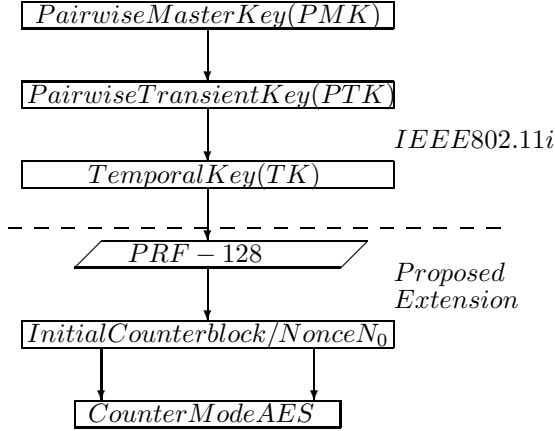 PairwiseMasterKey(PMK)
PairwiseTransientKey(PTK)
IEEE802.11i
TemporalKey(TK)
PRF − 128
Proposed
Extension
InitialCounterblock/NonceN₀
CounterModeAES